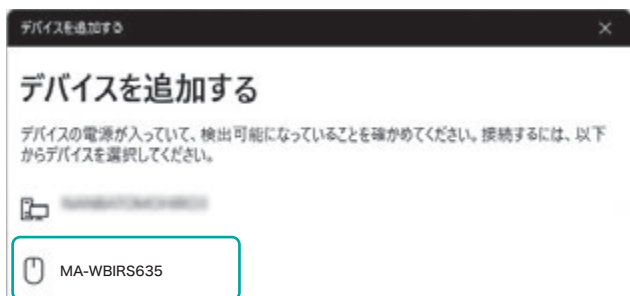 デバイスを追加する
デバイスを追加する
デバイスの電源が入っていて、検出可能になっていることを確かめてください。接続するには、以下
からデバイスを選択してください。
MA-WBIRS635